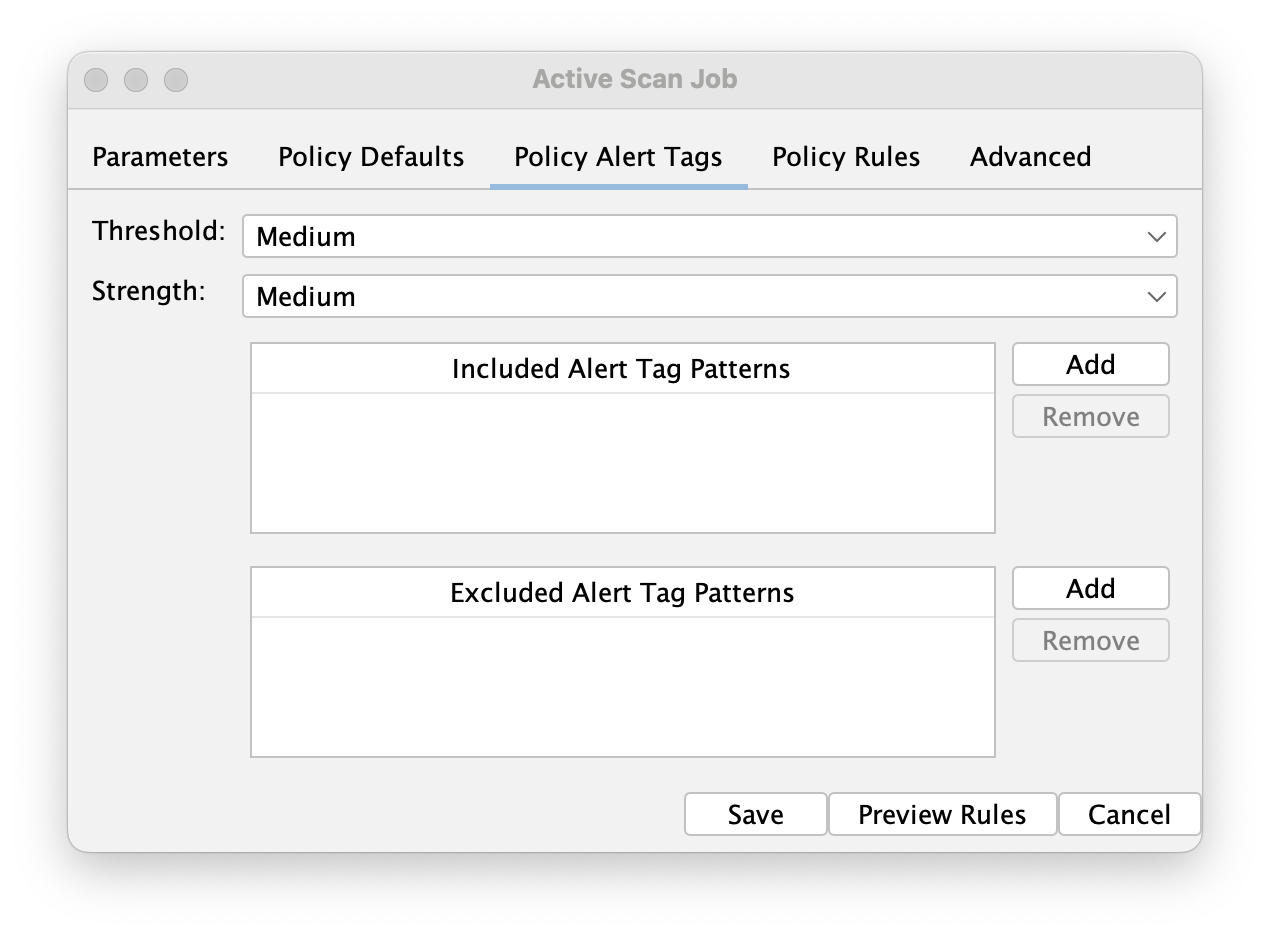 Active Scan Job
Parameters Policy Defaults Policy Alert Tags Policy Rules Advanced
Threshold: Medium
Strength: Medium
Included Alert Tag Patterns Add
Remove
Excluded Alert Tag Patterns Add
Remove
Save Preview Rules Cancel